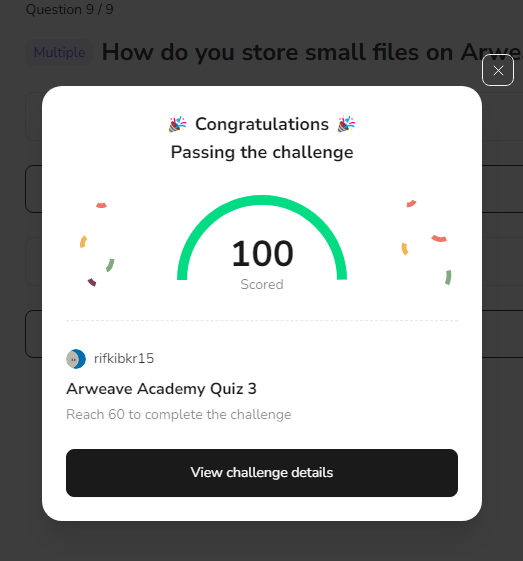 Question 9 / 9
Multiple How do you store small files on Arwe
Congratulations
Passing the challenge
100
Scored
rifkibkr15
Arweave Academy Quiz 3
Reach 60 to complete the challenge
View challenge details